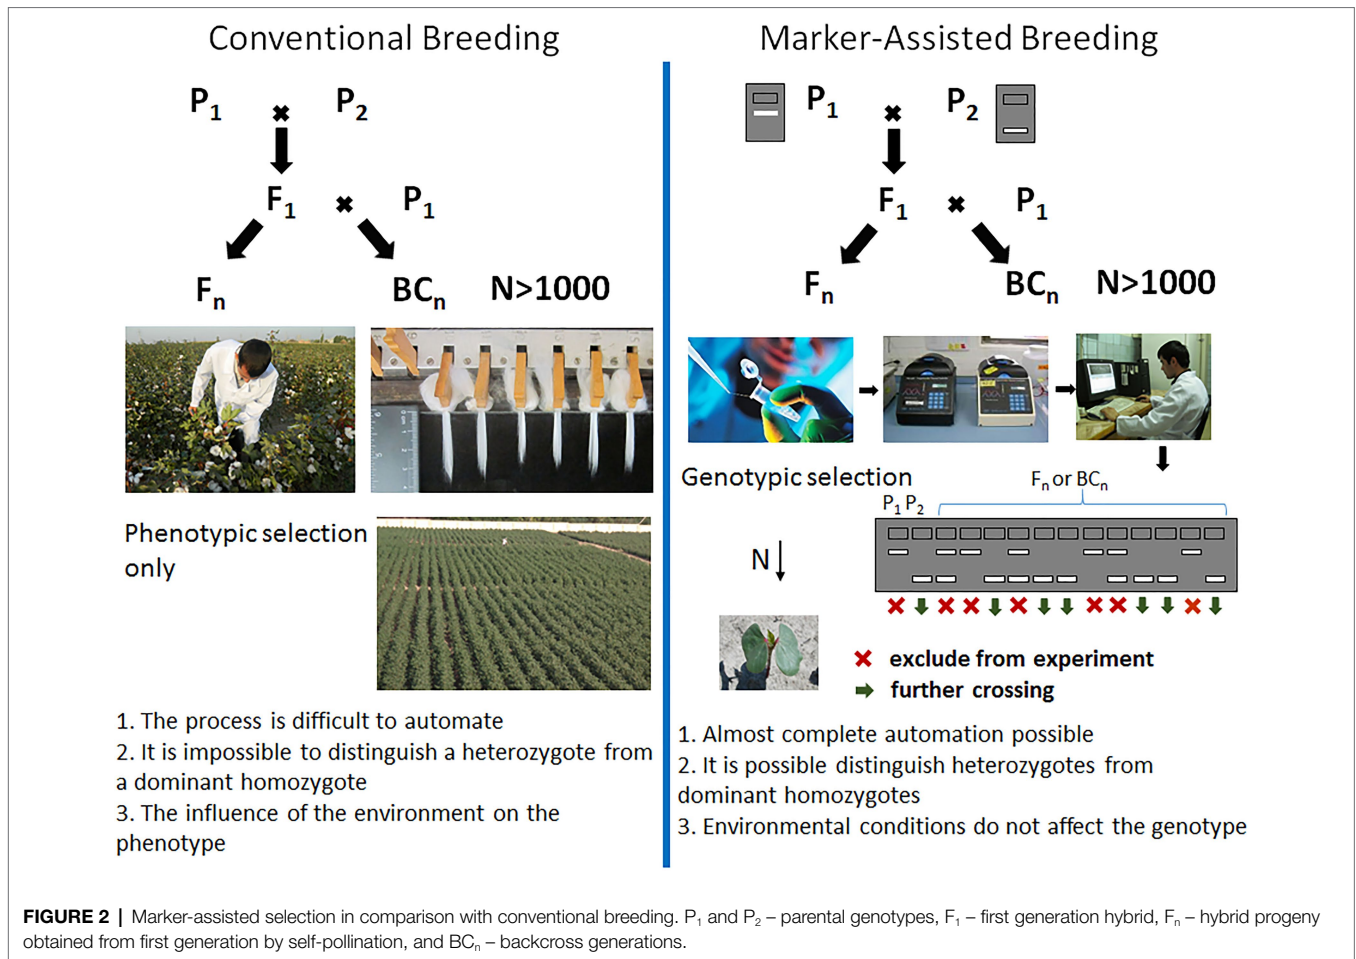 Conventional Breeding
P1 × P2
F1 × P1
Fn BCn N>1000
Phenotypic selection
only
1. The process is difficult to automate
2. It is impossible to distinguish a heterozygote from
a dominant homozygote
3. The influence of the environment on the
phenotype
Marker-Assisted Breeding
P1 × P2
F1 × P1
Fn BCn N>1000
Genotypic selection
Fn or BCn
P1 P2
N
exclude from experiment
further crossing
1. Almost complete automation possible
2. It is possible distinguish heterozygotes from
dominant homozygotes
3. Environmental conditions do not affect the genotype
FIGURE 2 | Marker-assisted selection in comparison with conventional breeding. P1 and P2 – parental genotypes, F1 – first generation hybrid, Fn – hybrid progeny
obtained from first generation by self-pollination, and BCn – backcross generations.